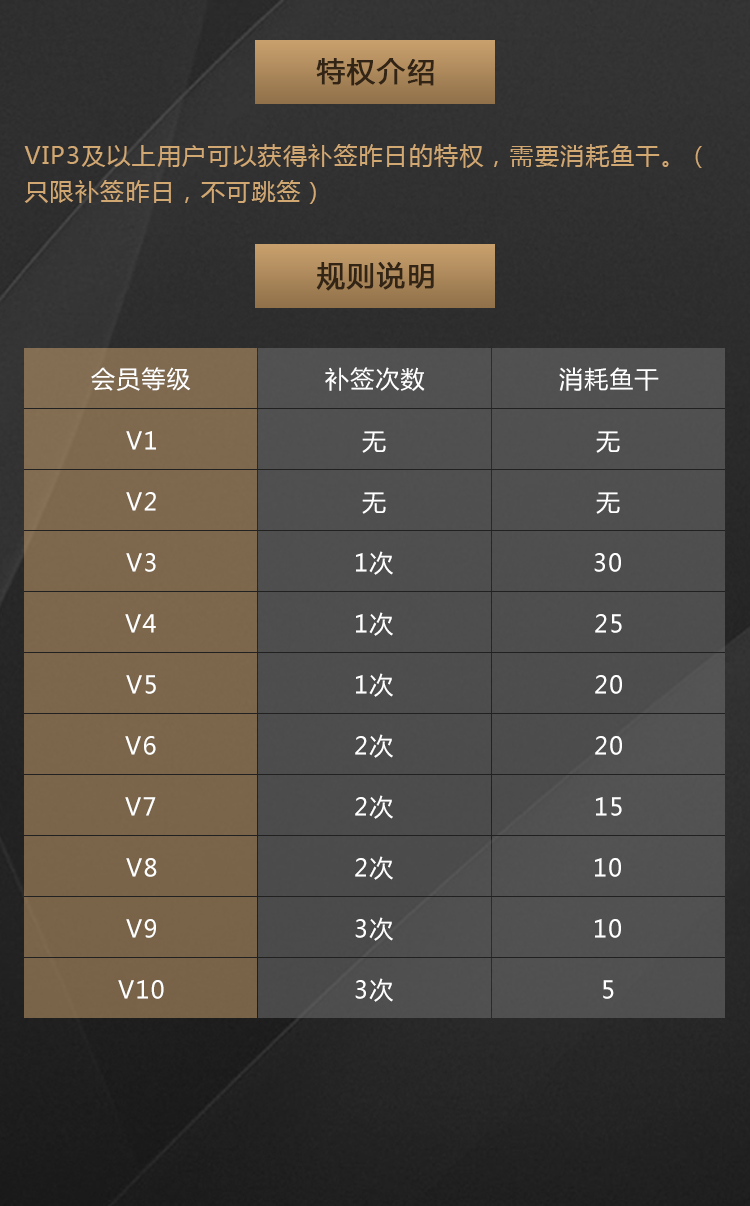 特权介绍
VIP3及以上用户可以获得补签昨日的特权，需要消耗鱼干。（
只限补签昨日，不可跳签）
规则说明
会员等级 补签次数 消耗鱼干
V1 无 无
V2 无 无
V3 1次 30
V4 1次 25
V5 1次 20
V6 2次 20
V7 2次 15
V8 2次 10
V9 3次 10
V10 3次 5